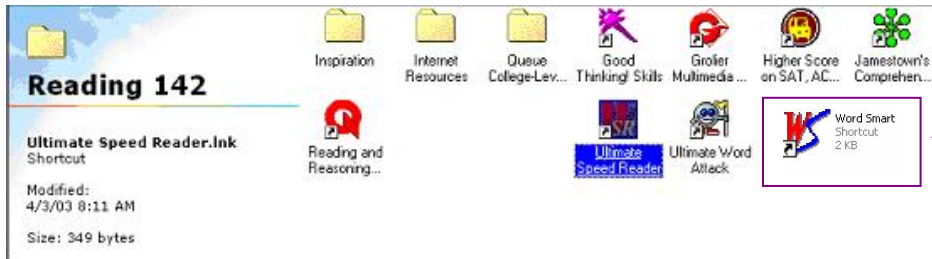 Reading 142
Ultimate Speed Reader.lnk
Shortcut
Modified:
4/3/03 8:11 AM
Size: 349 bytes
Inspiration
Internet
Resources
Queue
College-Lev...
Good
Thinking! Skills
Grolier
Multimedia ...
Higher Score
on SAT, AC...
Jamestown's
Comprehen...
Reading and
Reasoning...
WSR
Ultimate
Speed Reader
Ultimate Word
Attack
WS
Word Smart
Shortcut
2 KB